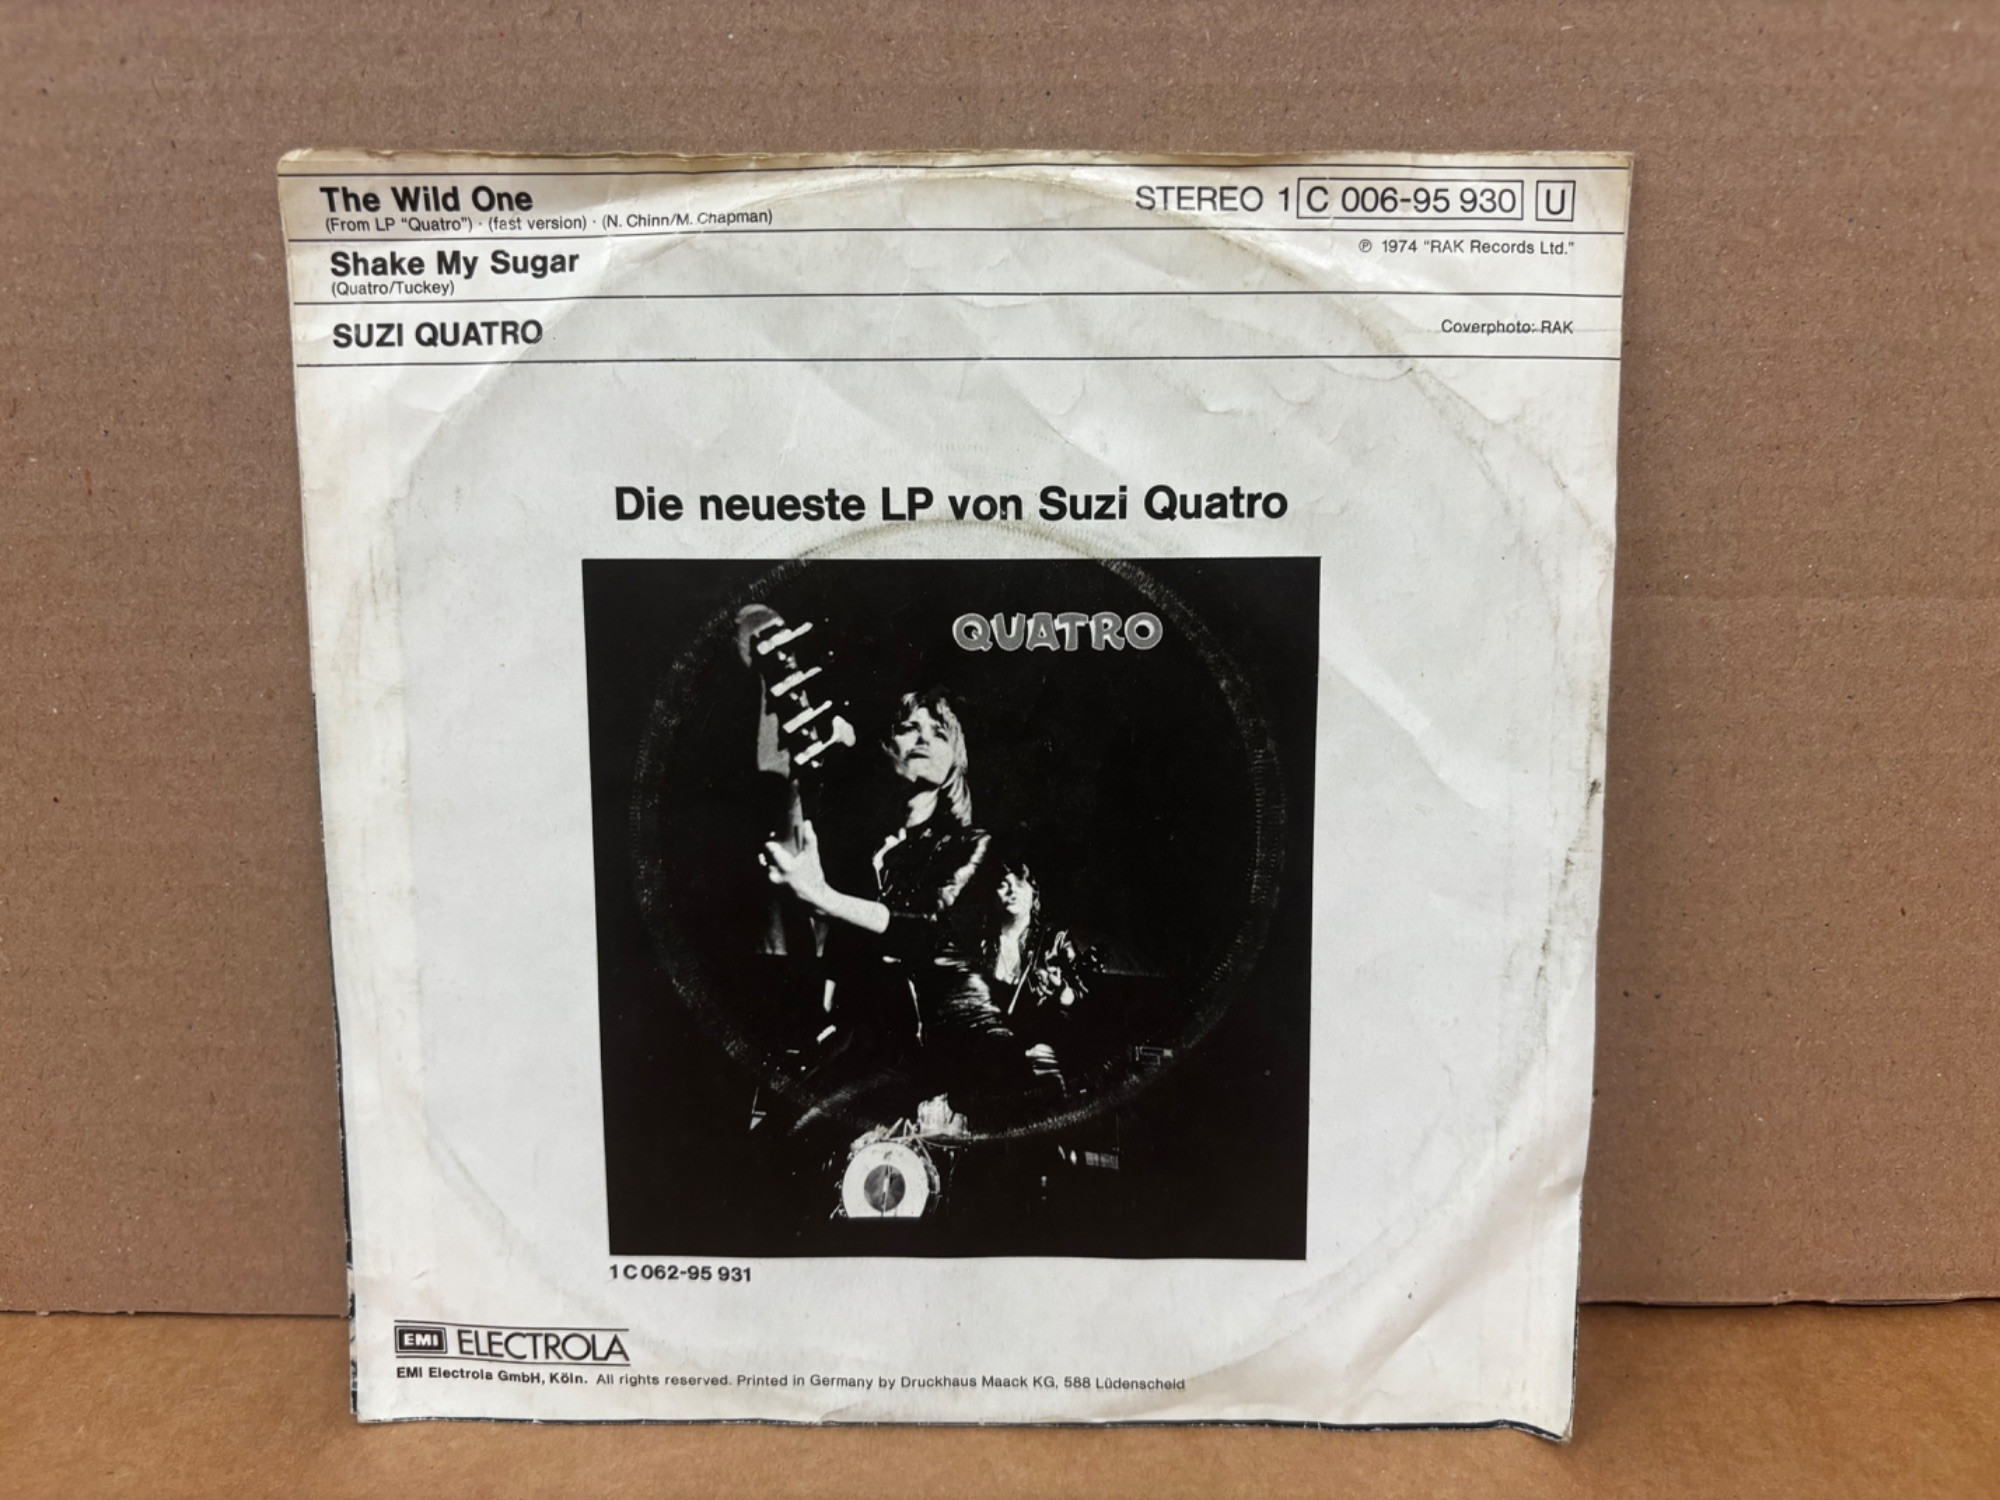 The Wild One
(From LP "Quatro") · (fast version) · (N. Chinn/M. Chapman)
STEREO 1 C 006-95 930 U
Shake My Sugar
(Quatro/Tuckey)
℗ 1974 "RAK Records Ltd."
SUZI QUATRO
Coverphoto: RAK
Die neueste LP von Suzi Quatro
QUATRO
1 C 062-95 931
EMI ELECTROLA
EMI Electrola GmbH, Köln. All rights reserved. Printed in Germany by Druckhaus Maack KG, 588 Lüdenscheid